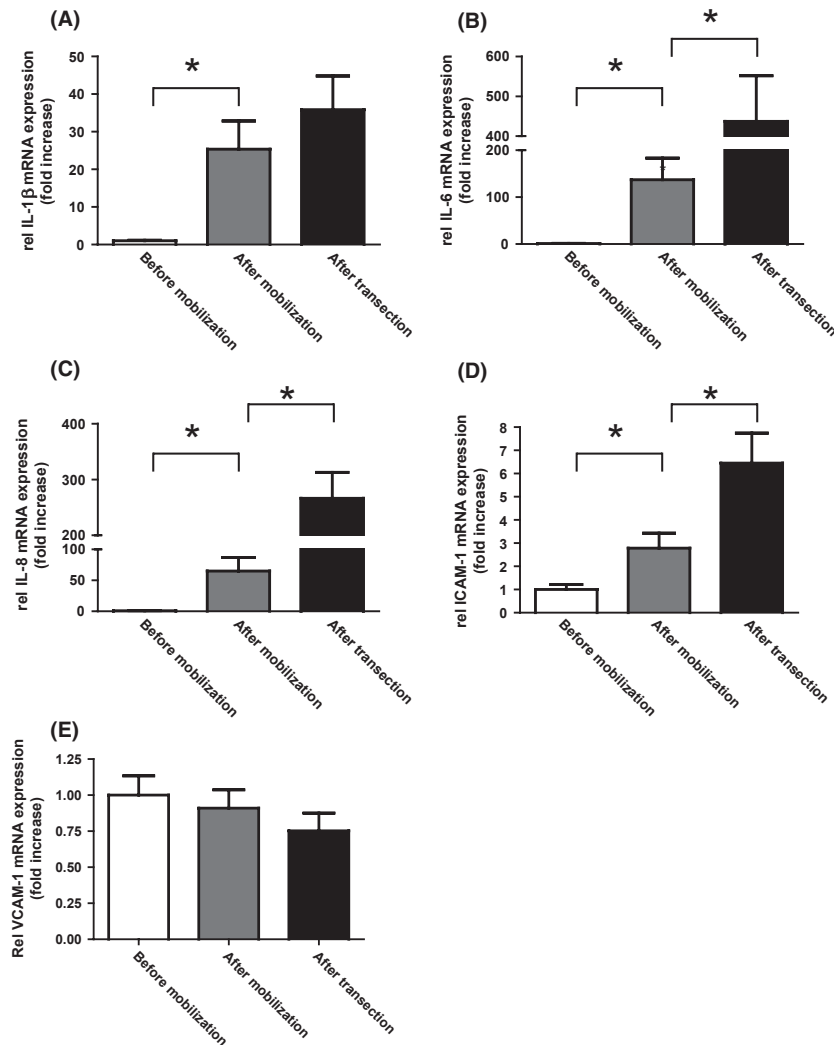 (A)
rel IL-1β mRNA expression
(fold increase)
50
40
30
20
10
0
*
Before mobilization
After mobilization
After transection
(B)
rel IL-6 mRNA expression
(fold increase)
600
500
400
200
100
0
*
*
*
Before mobilization
After mobilization
After transection
(C)
rel IL-8 mRNA expression
(fold increase)
400
300
200
100
50
0
*
*
Before mobilization
After mobilization
After transection
(D)
rel ICAM-1 mRNA expression
(fold increase)
8
7
6
5
4
3
2
1
0
*
*
Before mobilization
After mobilization
After transection
(E)
Rel VCAM-1 mRNA expression
(fold increase)
1.25
1.00
0.75
0.50
0.25
0.00
Before mobilization
After mobilization
After transection